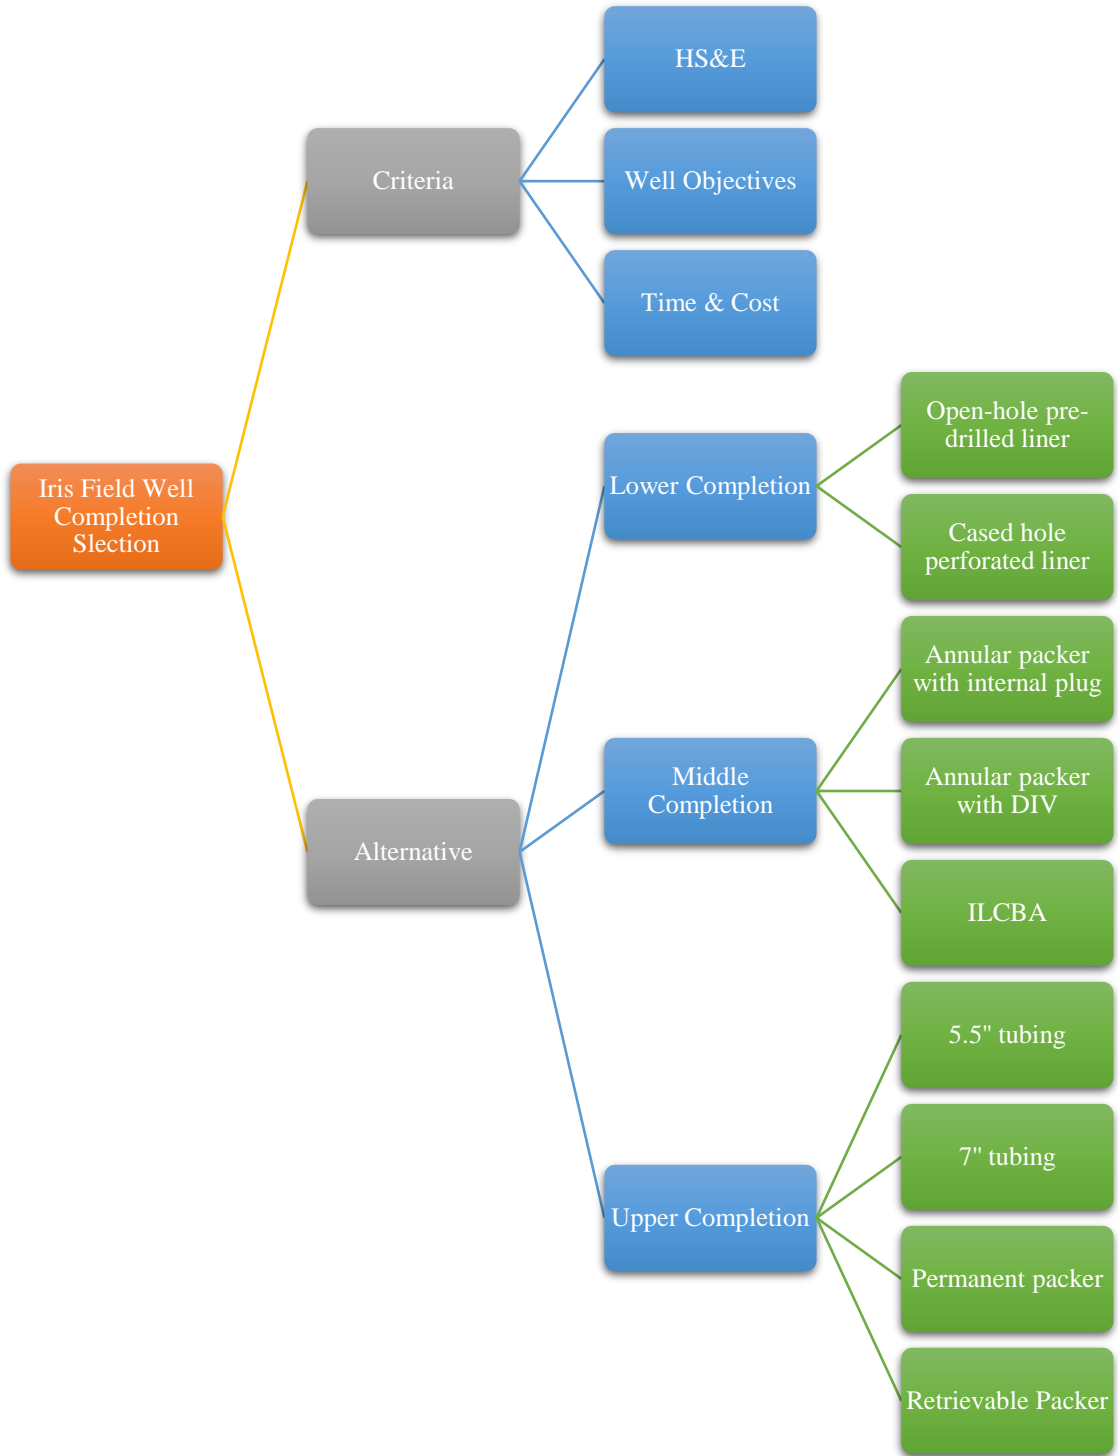 HS&E
Criteria
Well Objectives
Time & Cost
Iris Field Well
Completion
Slection
Open-hole pre-
drilled liner
Lower Completion
Cased hole
perforated liner
Annular packer
with internal plug
Middle
Completion
Annular packer
with DIV
Alternative
ILCBA
5.5" tubing
7" tubing
Upper Completion
Permanent packer
Retrievable Packer